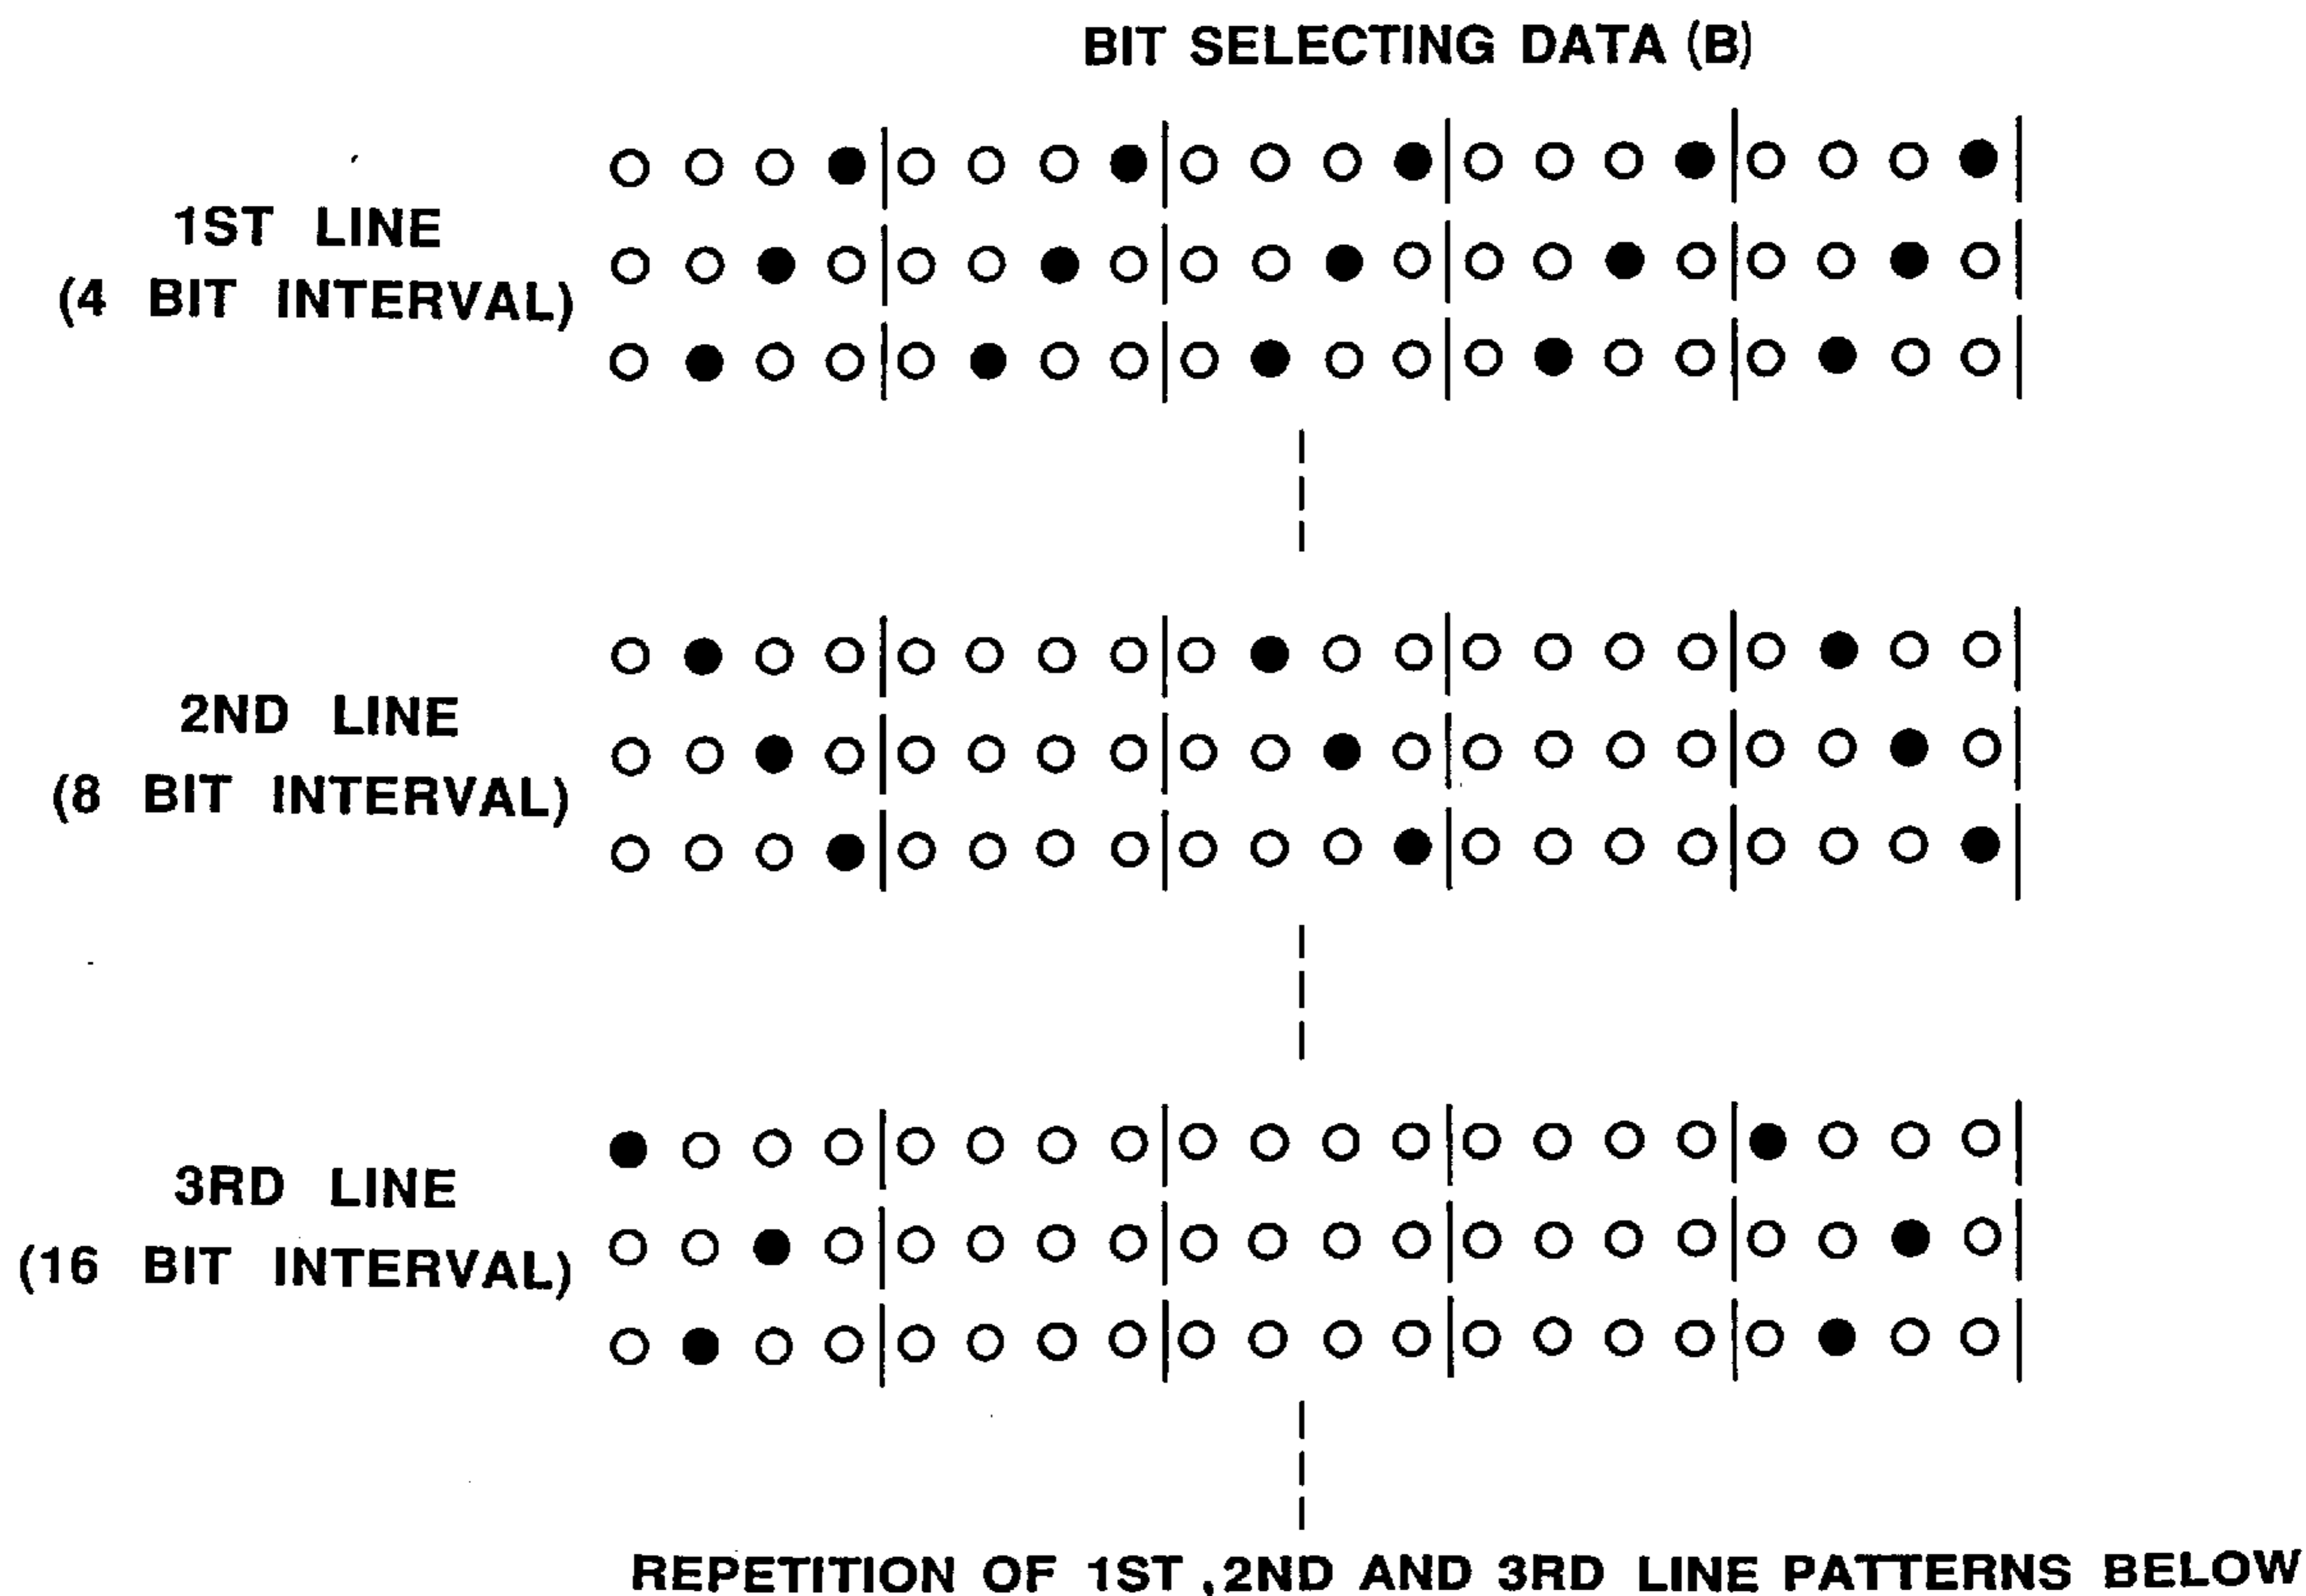 BIT SELECTING DATA (B)
1ST LINE
(4 BIT INTERVAL)
2ND LINE
(8 BIT INTERVAL)
3RD LINE
(16 BIT INTERVAL)
REPETITION OF 1ST ,2ND AND 3RD LINE PATTERNS BELOW